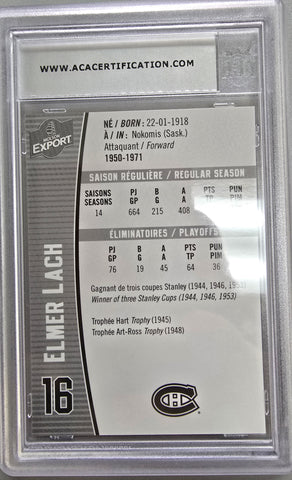 WWW.ACACERTIFICATION.COM
MOLSON
EXPORT
NÉ / BORN : 22-01-1918
À / IN : Nokomis (Sask.)
Attaquant / Forward
1950-1971
SAISON RÉGULIÈRE / REGULAR SEASON
SAISONS PJ B A PTS PUN
SEASONS GP G A TP PIM
14 664 215 408
ÉLIMINATOIRES / PLAYOFFS
PJ B A PTS PUN
GP G A TP PIM
76 19 45 64 36
Gagnant de trois coupes Stanley (1944, 1946, 1953)
Winner of three Stanley Cups (1944, 1946, 1953)
Trophée Hart Trophy (1945)
Trophée Art-Ross Trophy (1948)
ELMER LACH
16